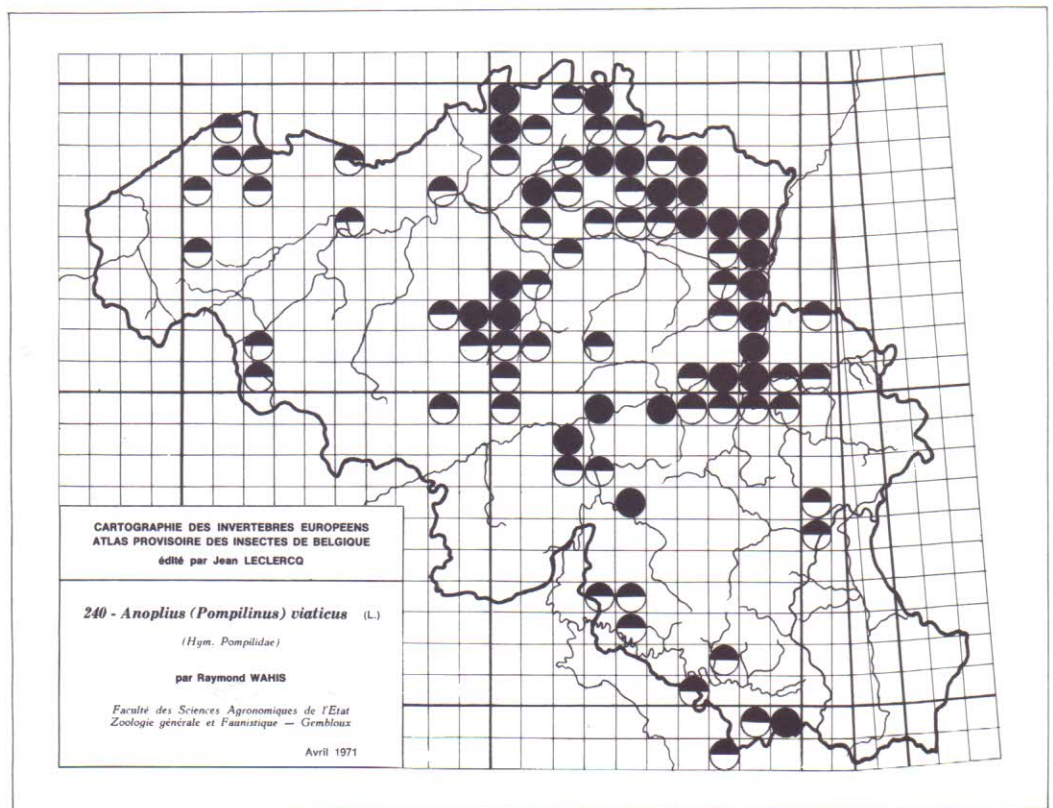 CARTOGRAPHIE DES INVERTEBRES EUROPEENS
ATLAS PROVISOIRE DES INSECTES DE BELGIQUE
édité par Jean LECLERCQ
240 - Anoplius (Pompilinus) viaticus (L.)
(Hym. Pompilidae)
par Raymond WAHIS
Faculté des Sciences Agronomiques de l'Etat
Zoologie générale et Faunistique — Gembloux
Avril 1971